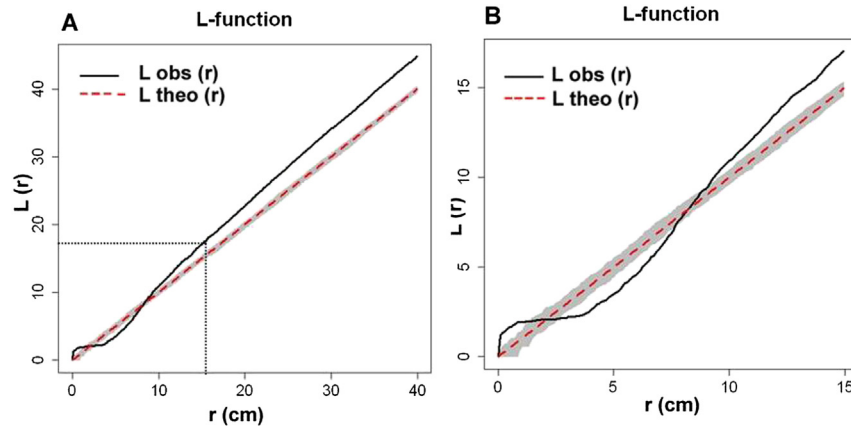 A
L-function
L obs (r)
L theo (r)
L (r)
0
10
20
30
40
0
10
20
30
40
r (cm)
B
L-function
L obs (r)
L theo (r)
L (r)
0
5
10
15
0
5
10
15
r (cm)